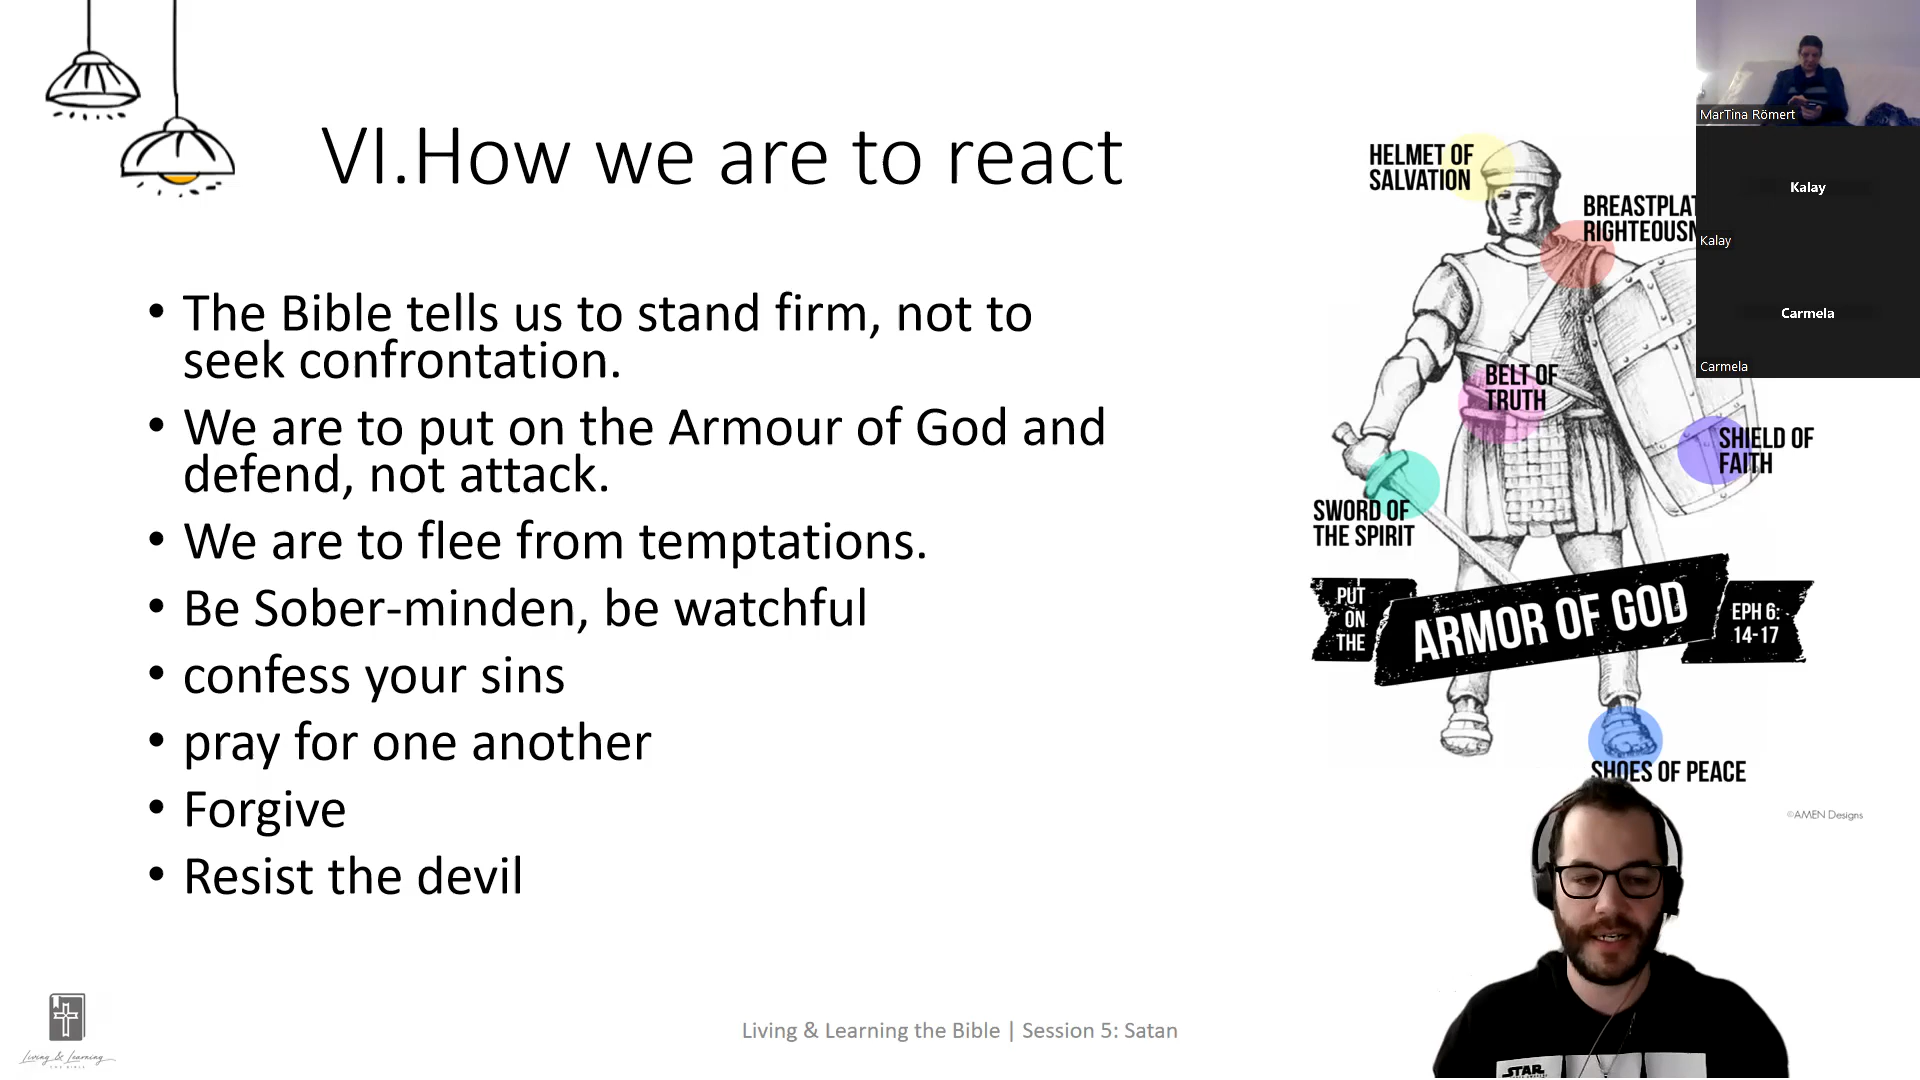 VI.How we are to react
• The Bible tells us to stand firm, not to
seek confrontation.
• We are to put on the Armour of God and
defend, not attack.
• We are to flee from temptations.
• Be Sober-minden, be watchful
• confess your sins
• pray for one another
• Forgive
• Resist the devil
HELMET OF
SALVATION
BELT OF
TRUTH
SHIELD OF
FAITH
SWORD OF
THE SPIRIT
PUT
ON
THE
ARMOR OF GOD
EPH 6:
14-17
SHOES OF PEACE
©AMEN Designs
MarTina Römert
Kalay
Kalay
Carmela
Carmela
STAR
Living & Learning
THE BIBLE
Living & Learning the Bible | Session 5: Satan